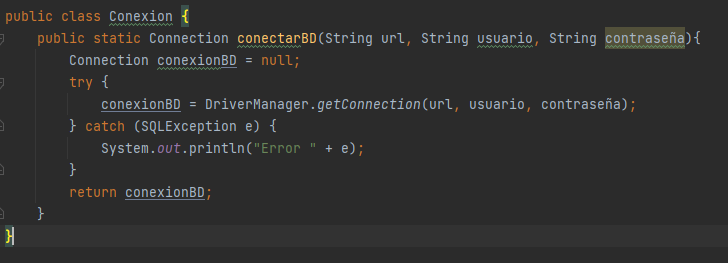 public class Conexion {
    public static Connection conectarBD(String url, String usuario, String contraseña){
        Connection conexionBD = null;
        try {
            conexionBD = DriverManager.getConnection(url, usuario, contraseña);
        } catch (SQLException e) {
            System.out.println("Error " + e);
        }
        return conexionBD;
    }
}